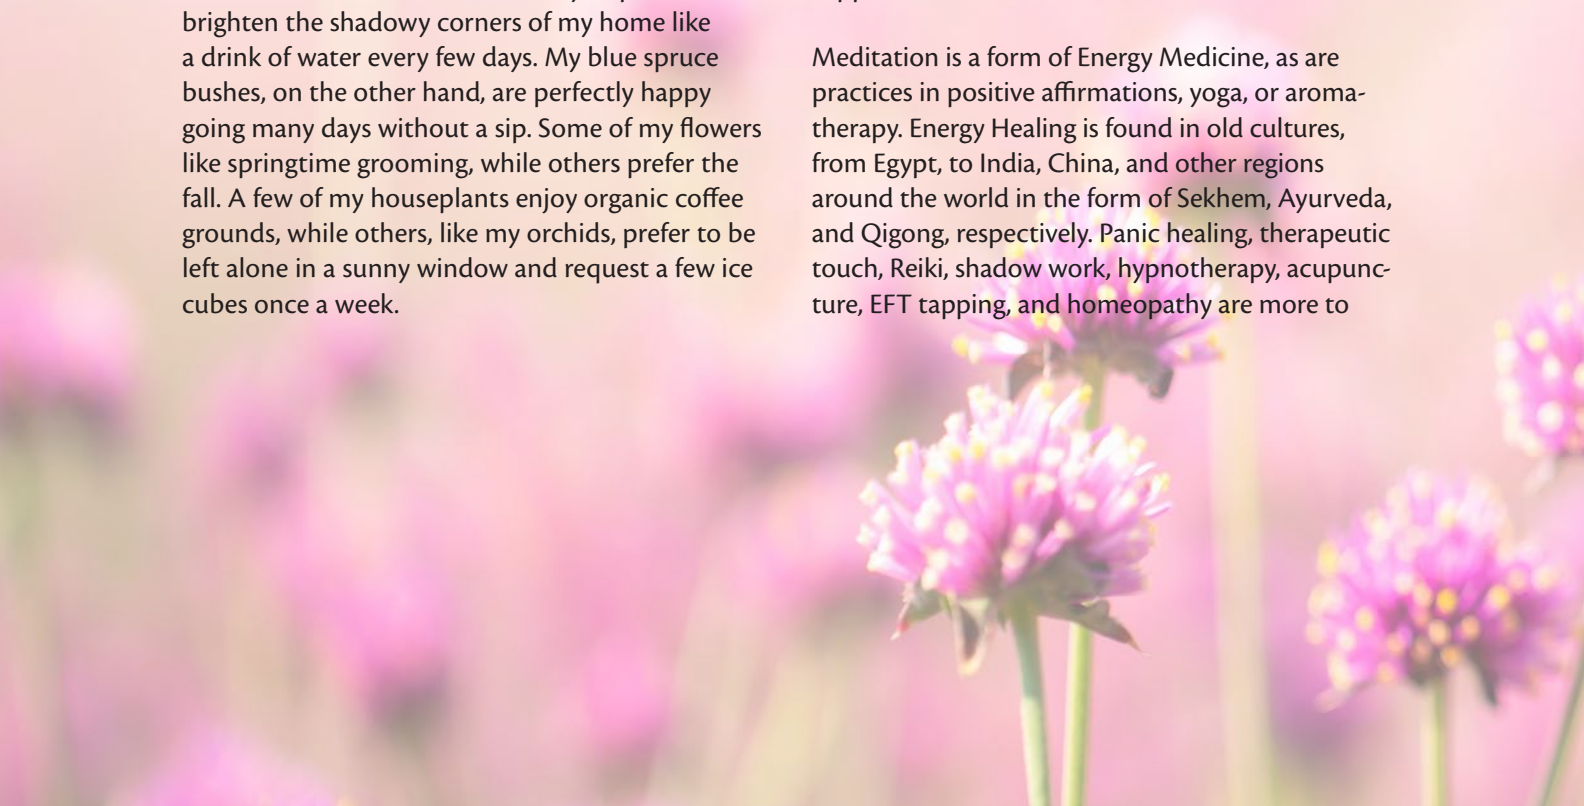 brighten the shadowy corners of my home like
a drink of water every few days. My blue spruce
bushes, on the other hand, are perfectly happy
going many days without a sip. Some of my flowers
like springtime grooming, while others prefer the
fall. A few of my houseplants enjoy organic coffee
grounds, while others, like my orchids, prefer to be
left alone in a sunny window and request a few ice
cubes once a week.
Meditation is a form of Energy Medicine, as are
practices in positive affirmations, yoga, or aroma-
therapy. Energy Healing is found in old cultures,
from Egypt, to India, China, and other regions
around the world in the form of Sekhem, Ayurveda,
and Qigong, respectively. Panic healing, therapeutic
touch, Reiki, shadow work, hypnotherapy, acupunc-
ture, EFT tapping, and homeopathy are more to